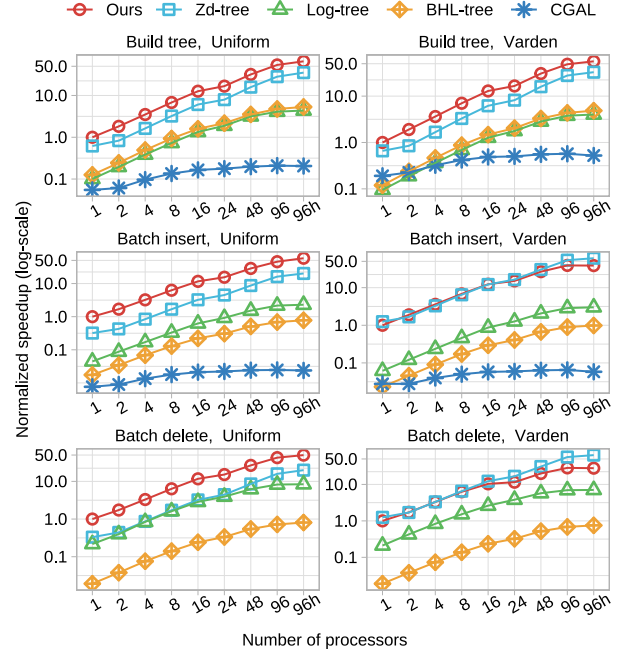 Ours Zd-tree Log-tree BHL-tree CGAL
Build tree, Uniform
Build tree, Varden
50.0
10.0
1.0
0.1
1 2 4 8 16 24 48 96 96h
50.0
10.0
1.0
0.1
1 2 4 8 16 24 48 96 96h
Normalized speedup (log-scale)
Batch insert, Uniform
Batch insert, Varden
50.0
10.0
1.0
0.1
1 2 4 8 16 24 48 96 96h
50.0
1.0
0.1
1 2 4 8 16 24 48 96 96h
Batch delete, Uniform
Batch delete, Varden
50.0
10.0
1.0
0.1
1 2 4 8 16 24 48 96 96h
50.0
1.0
0.1
1 2 4 8 16 24 48 96 96h
Number of processors